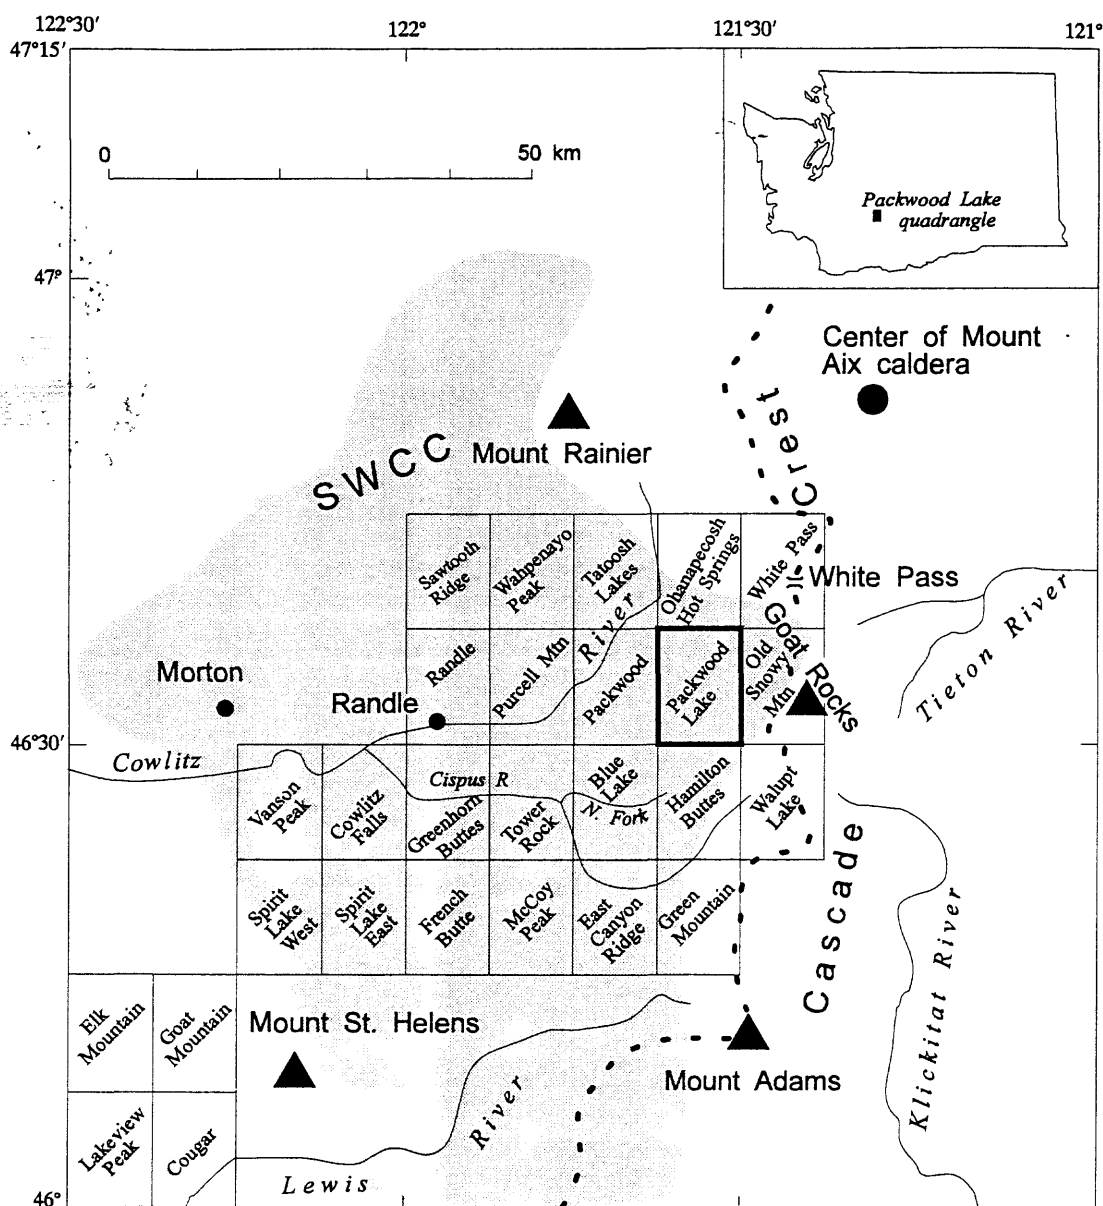 122°30′
122°
121°30′
121°
47°15′
0
50 km
Packwood Lake
quadrangle
47°
Center of Mount
Aix caldera
Crest
Mount Rainier
SWCC
Sawtooth
Ridge
Wahpenayo
Peak
Tatoosh
Lakes
Ohanapecosh
Hot Springs
White Pass
White Pass
Tieton River
Goat Rocks
Randle
Purcell Mtn
River
Packwood
Packwood
Lake
Old
Snowy
Mtn
Morton
Randle
46°30′
Cowlitz
Cispus R
Vanson
Peak
Cowlitz
Falls
Greenhorn
Buttes
Tower
Rock
Blue
Lake
N. Fork
Hamilton
Buttes
Walupt
Lake
Cascade
Spirit
Lake
West
Spirit
Lake
East
French
Butte
McCoy
Peak
East
Canyon
Ridge
Green
Mountain
Klickitat River
Elk
Mountain
Goat
Mountain
Mount St. Helens
Mount Adams
Lakeview
Peak
Cougar
River
Lewis
46°